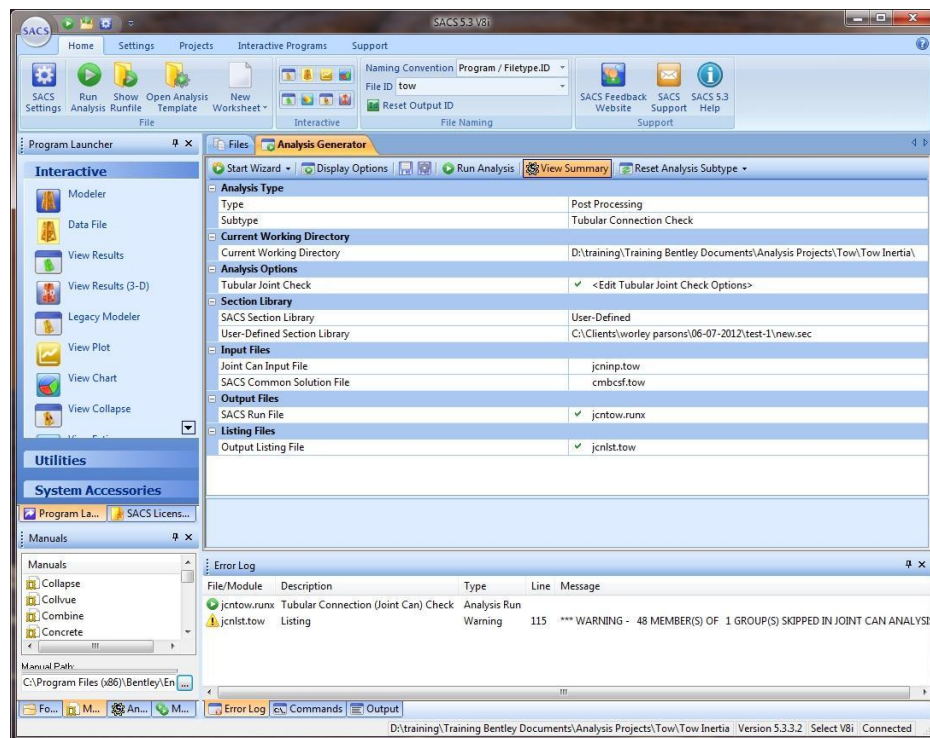 SACS 5.3 V8i
SACS
Home Settings Projects Interactive Programs Support
SACS Settings
Run Analysis
Show Runfile
Open Analysis Template
New Worksheet
File
Interactive
Naming Convention Program / Filetype.ID
File ID tow
Reset Output ID
File Naming
SACS Feedback Website
SACS Support
SACS 5.3 Help
Support
Program Launcher
Interactive
Modeler
Data File
View Results
View Results (3-D)
Legacy Modeler
View Plot
View Chart
View Collapse
Utilities
System Accessories
Program La... SACS Licens...
Manuals
Manuals
Collapse
Collvue
Combine
Concrete
Manual Path:
C:\Program Files (x86)\Bentley\En ...
Fo... M... An... M...
Files Analysis Generator
Start Wizard Display Options Run Analysis View Summary Reset Analysis Subtype
Analysis Type
Type Post Processing
Subtype Tubular Connection Check
Current Working Directory
Current Working Directory D:\training\Training Bentley Documents\Analysis Projects\Tow\Tow Inertia\
Analysis Options
Tubular Joint Check <Edit Tubular Joint Check Options>
Section Library
SACS Section Library User-Defined
User-Defined Section Library C:\Clients\worley parsons\06-07-2012\test-1\new.sec
Input Files
Joint Can Input File jcninp.tow
SACS Common Solution File cmbcsf.tow
Output Files
SACS Run File jcntow.runx
Listing Files
Output Listing File jcnlst.tow
Error Log
File/Module Description Type Line Message
jcntow.runx Tubular Connection (Joint Can) Check Analysis Run
jcnlst.tow Listing Warning 115 *** WARNING - 48 MEMBER(S) OF 1 GROUP(S) SKIPPED IN JOINT CAN ANALYSI
Error Log Commands Output
D:\training\Training Bentley Documents\Analysis Projects\Tow\Tow Inertia Version 5.3.3.2 Select V8i Connected